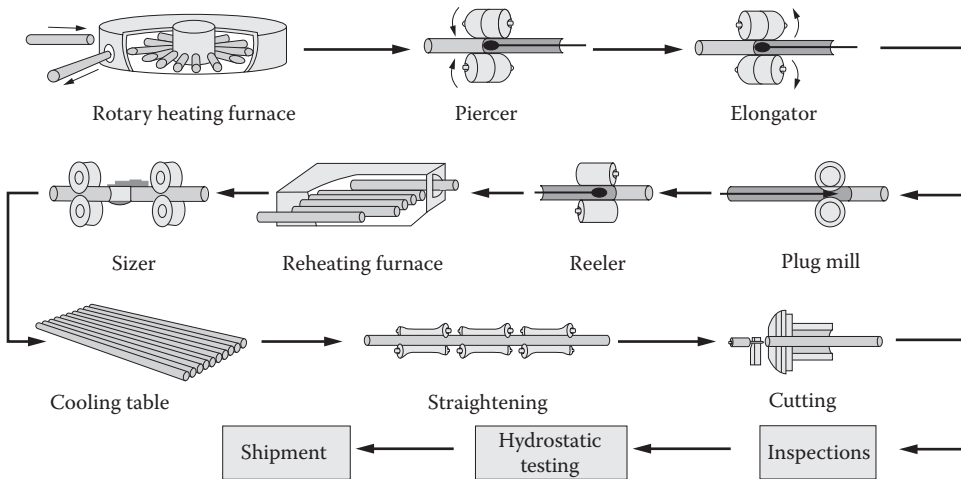 Rotary heating furnace
Piercer
Elongator
Sizer
Reheating furnace
Reeler
Plug mill
Cooling table
Straightening
Cutting
Shipment
Hydrostatic
testing
Inspections